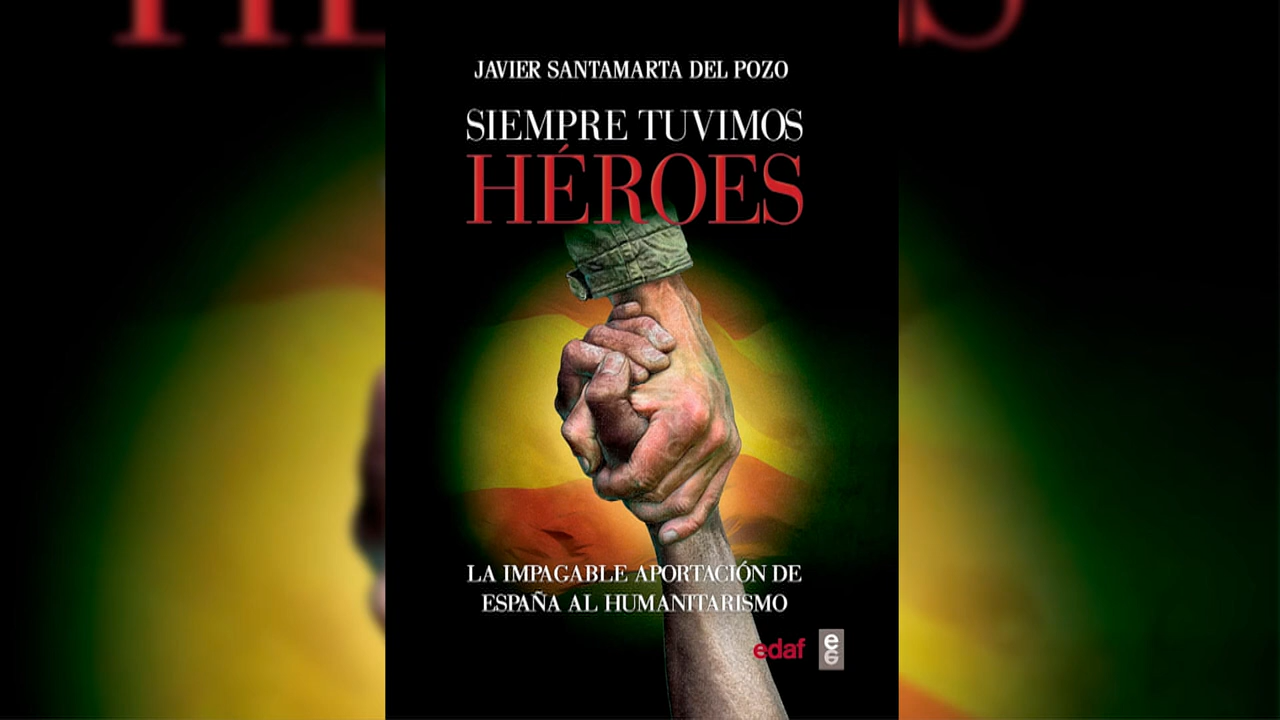 JAVIER SANTAMARTA DEL POZO
SIEMPRE TUVIMOS
HÉROES
LA IMPAGABLE APORTACIÓN DE
ESPAÑA AL HUMANITARISMO
edaf